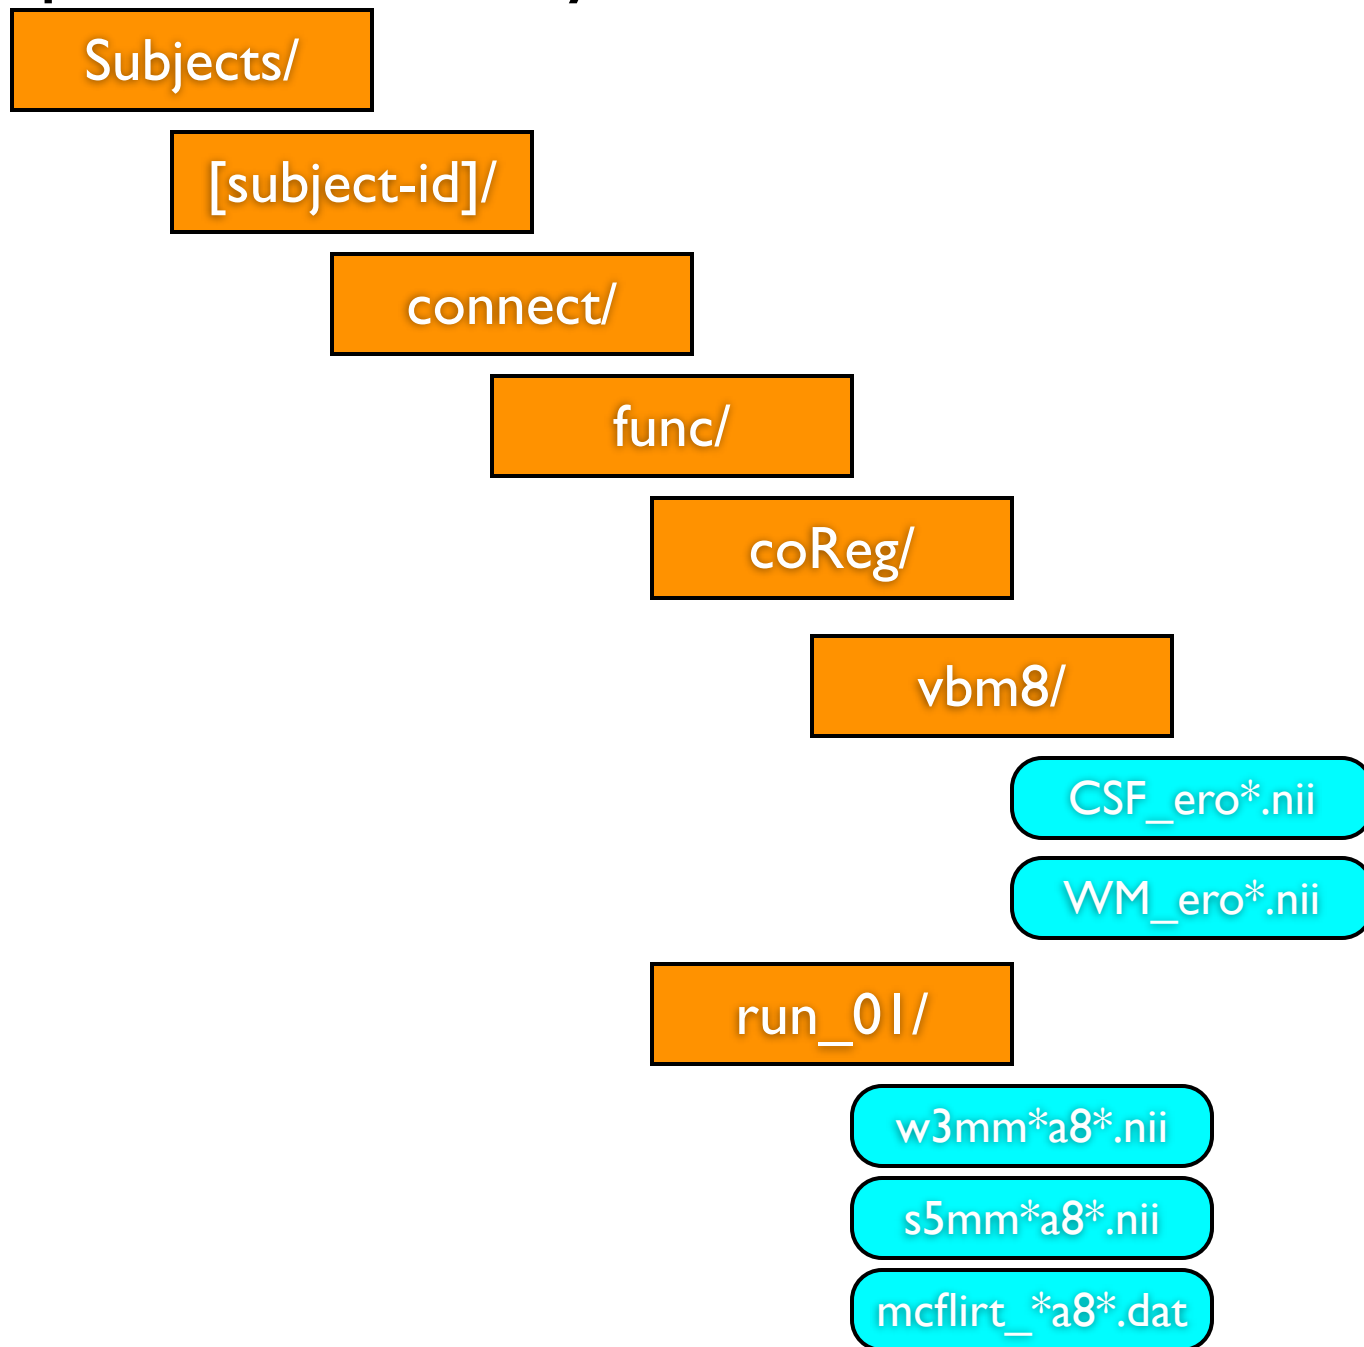 Subjects/
[subject-id]/
connect/
func/
coReg/
vbm8/
CSF_ero*.nii
WM_ero*.nii
run_01/
w3mm*a8*.nii
s5mm*a8*.nii
mcflirt_*a8*.dat